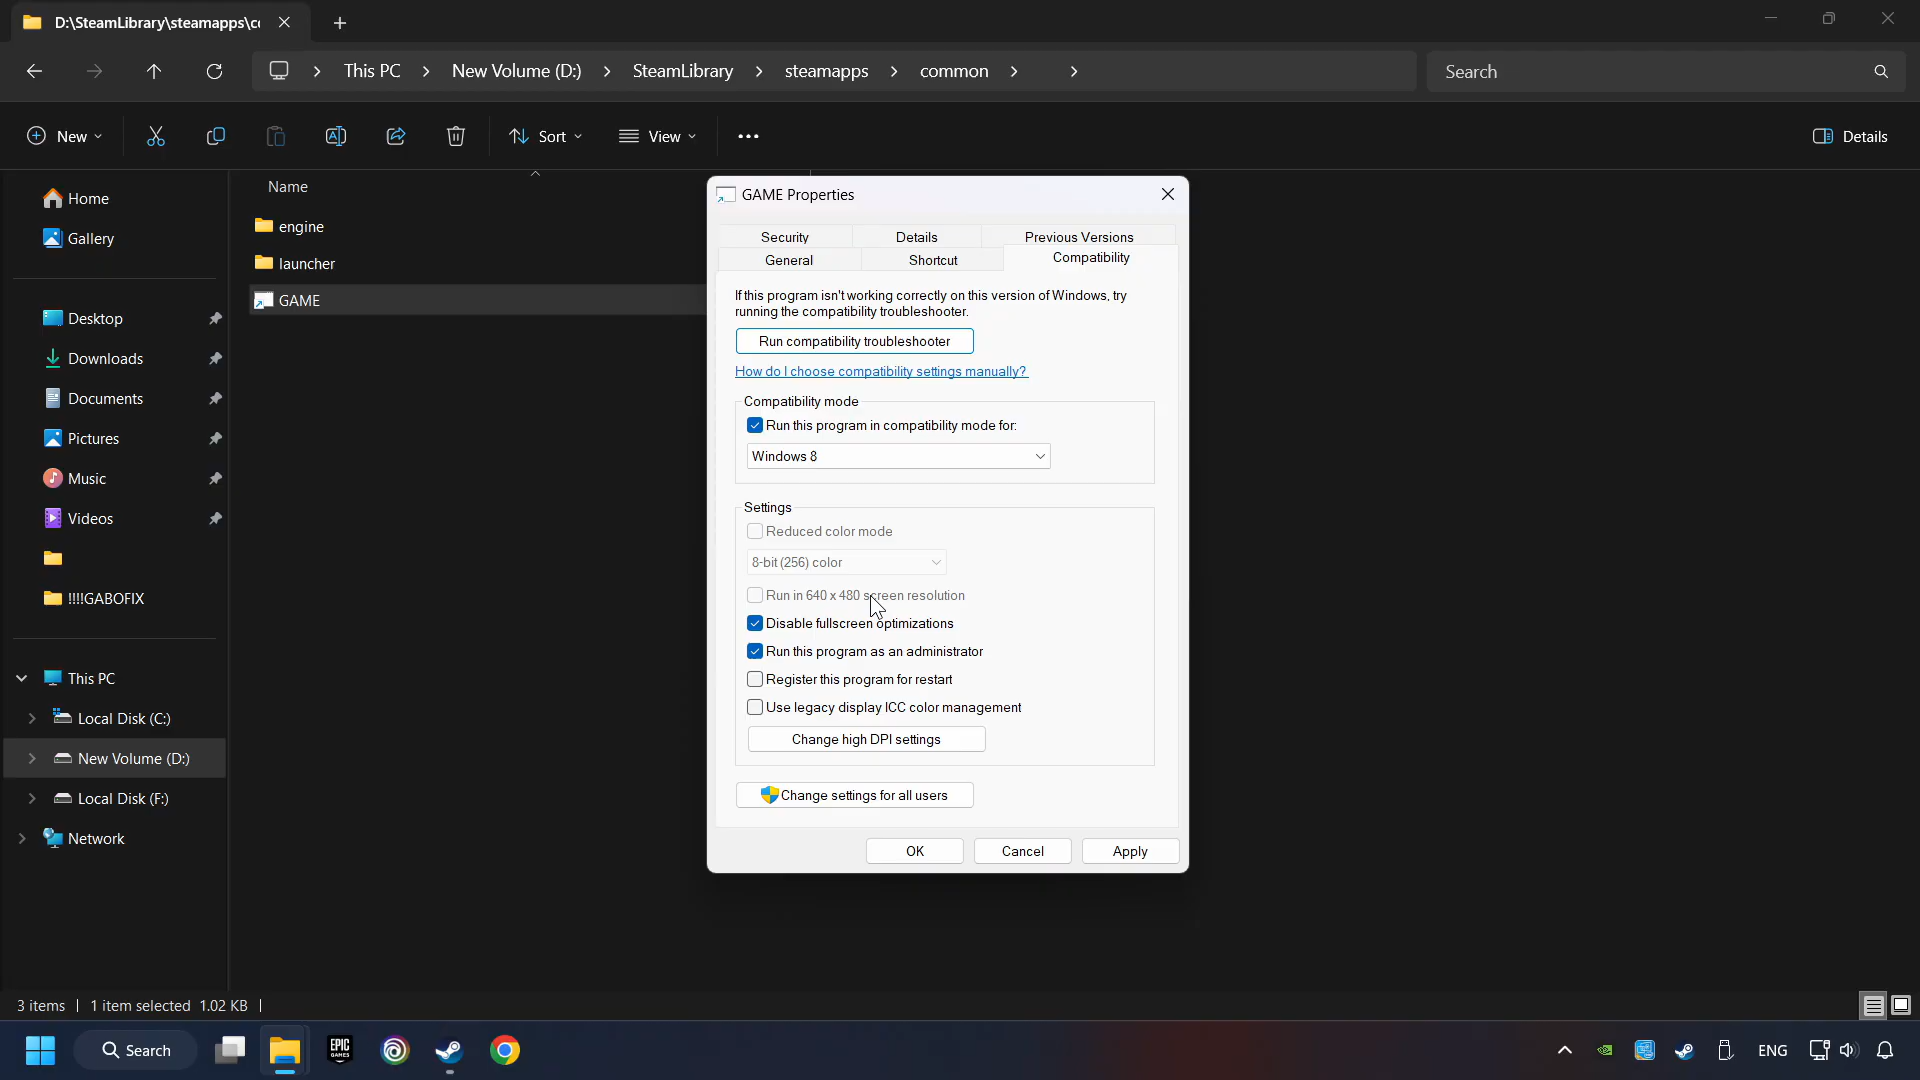 D:\SteamLibrary\steamapps\cc
This PC
New Volume (D:)
SteamLibrary
steamapps
common
Search
New
Sort
View
Details
Home
Gallery
Desktop
Downloads
Documents
Pictures
Music
Videos
!!!!GABOFIX
This PC
Local Disk (C:)
New Volume (D:)
Local Disk (F:)
Network
Name
engine
launcher
GAME
GAME Properties
Security
Details
Previous Versions
General
Shortcut
Compatibility
If this program isn't working correctly on this version of Windows, try
running the compatibility troubleshooter.
Run compatibility troubleshooter
How do I choose compatibility settings manually?
Compatibility mode
Run this program in compatibility mode for:
Windows 8
Settings
Reduced color mode
8-bit (256) color
Run in 640 x 480 screen resolution
Disable fullscreen optimizations
Run this program as an administrator
Register this program for restart
Use legacy display ICC color management
Change high DPI settings
Change settings for all users
OK
Cancel
Apply
3 items
1 item selected 1.02 KB
Search
EPIC
GAMES
ENG